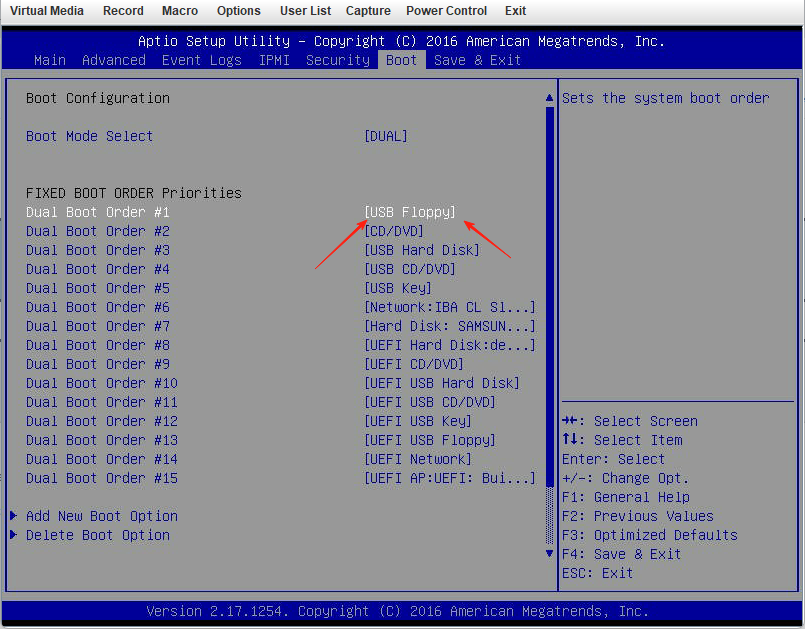 Virtual Media Record Macro Options User List Capture Power Control Exit
Aptio Setup Utility – Copyright (C) 2016 American Megatrends, Inc.
Main Advanced Event Logs IPMI Security Boot Save & Exit
Boot Configuration
Boot Mode Select [DUAL]
FIXED BOOT ORDER Priorities
Dual Boot Order #1 [USB Floppy]
Dual Boot Order #2 [CD/DVD]
Dual Boot Order #3 [USB Hard Disk]
Dual Boot Order #4 [USB CD/DVD]
Dual Boot Order #5 [USB Key]
Dual Boot Order #6 [Network:IBA CL Sl...]
Dual Boot Order #7 [Hard Disk: SAMSUN...]
Dual Boot Order #8 [UEFI Hard Disk:de...]
Dual Boot Order #9 [UEFI CD/DVD]
Dual Boot Order #10 [UEFI USB Hard Disk]
Dual Boot Order #11 [UEFI USB CD/DVD]
Dual Boot Order #12 [UEFI USB Key]
Dual Boot Order #13 [UEFI USB Floppy]
Dual Boot Order #14 [UEFI Network]
Dual Boot Order #15 [UEFI AP:UEFI: Bui...]
Add New Boot Option
Delete Boot Option
Sets the system boot order
→←: Select Screen
↑↓: Select Item
Enter: Select
+/-: Change Opt.
F1: General Help
F2: Previous Values
F3: Optimized Defaults
F4: Save & Exit
ESC: Exit
Version 2.17.1254. Copyright (C) 2016 American Megatrends, Inc.